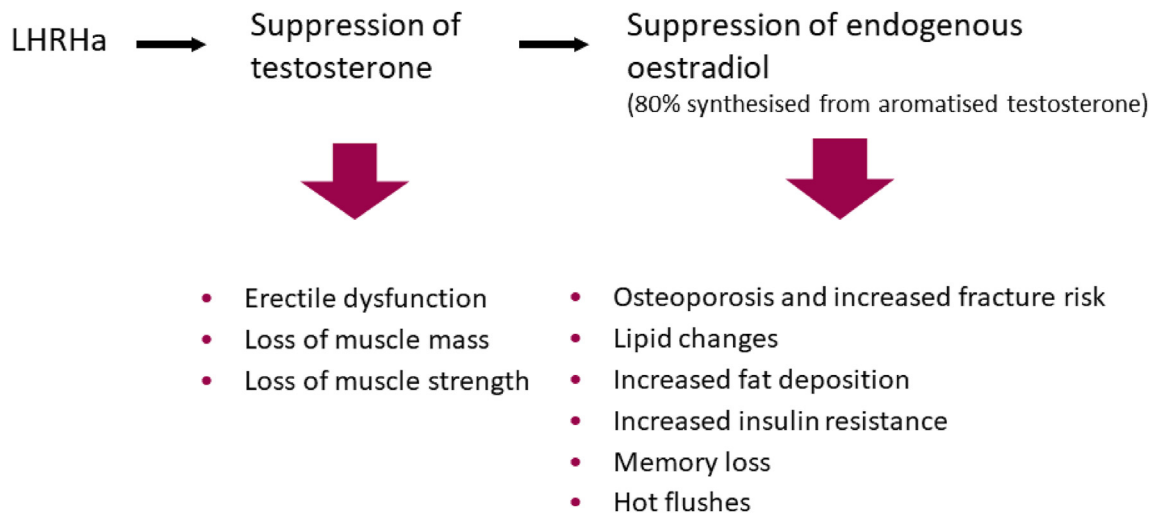 LHRHa
Suppression of
testosterone
Suppression of endogenous
oestradiol
(80% synthesised from aromatised testosterone)
• Erectile dysfunction
• Loss of muscle mass
• Loss of muscle strength
• Osteoporosis and increased fracture risk
• Lipid changes
• Increased fat deposition
• Increased insulin resistance
• Memory loss
• Hot flushes